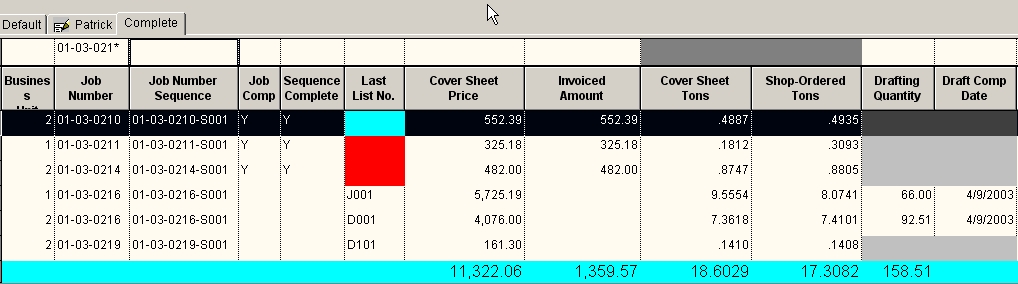 Default Patrick Complete
01-03-021*
Business Unit Job Number Job Number Sequence Job Comp Sequence Complete Last List No. Cover Sheet Price Invoiced Amount Cover Sheet Tons Shop-Ordered Tons Drafting Quantity Draft Comp Date
2 01-03-0210 01-03-0210-S001 Y Y 552.39 552.39 .4887 .4935
1 01-03-0211 01-03-0211-S001 Y Y 325.18 325.18 .1812 .3093
2 01-03-0214 01-03-0214-S001 Y Y 482.00 482.00 .8747 .8805
1 01-03-0216 01-03-0216-S001 J001 5,725.19 9.5554 8.0741 66.00 4/9/2003
2 01-03-0216 01-03-0216-S001 D001 4,076.00 7.3618 7.4101 92.51 4/9/2003
2 01-03-0219 01-03-0219-S001 D101 161.30 .1410 .1408
11,322.06 1,359.57 18.6029 17.3082 158.51